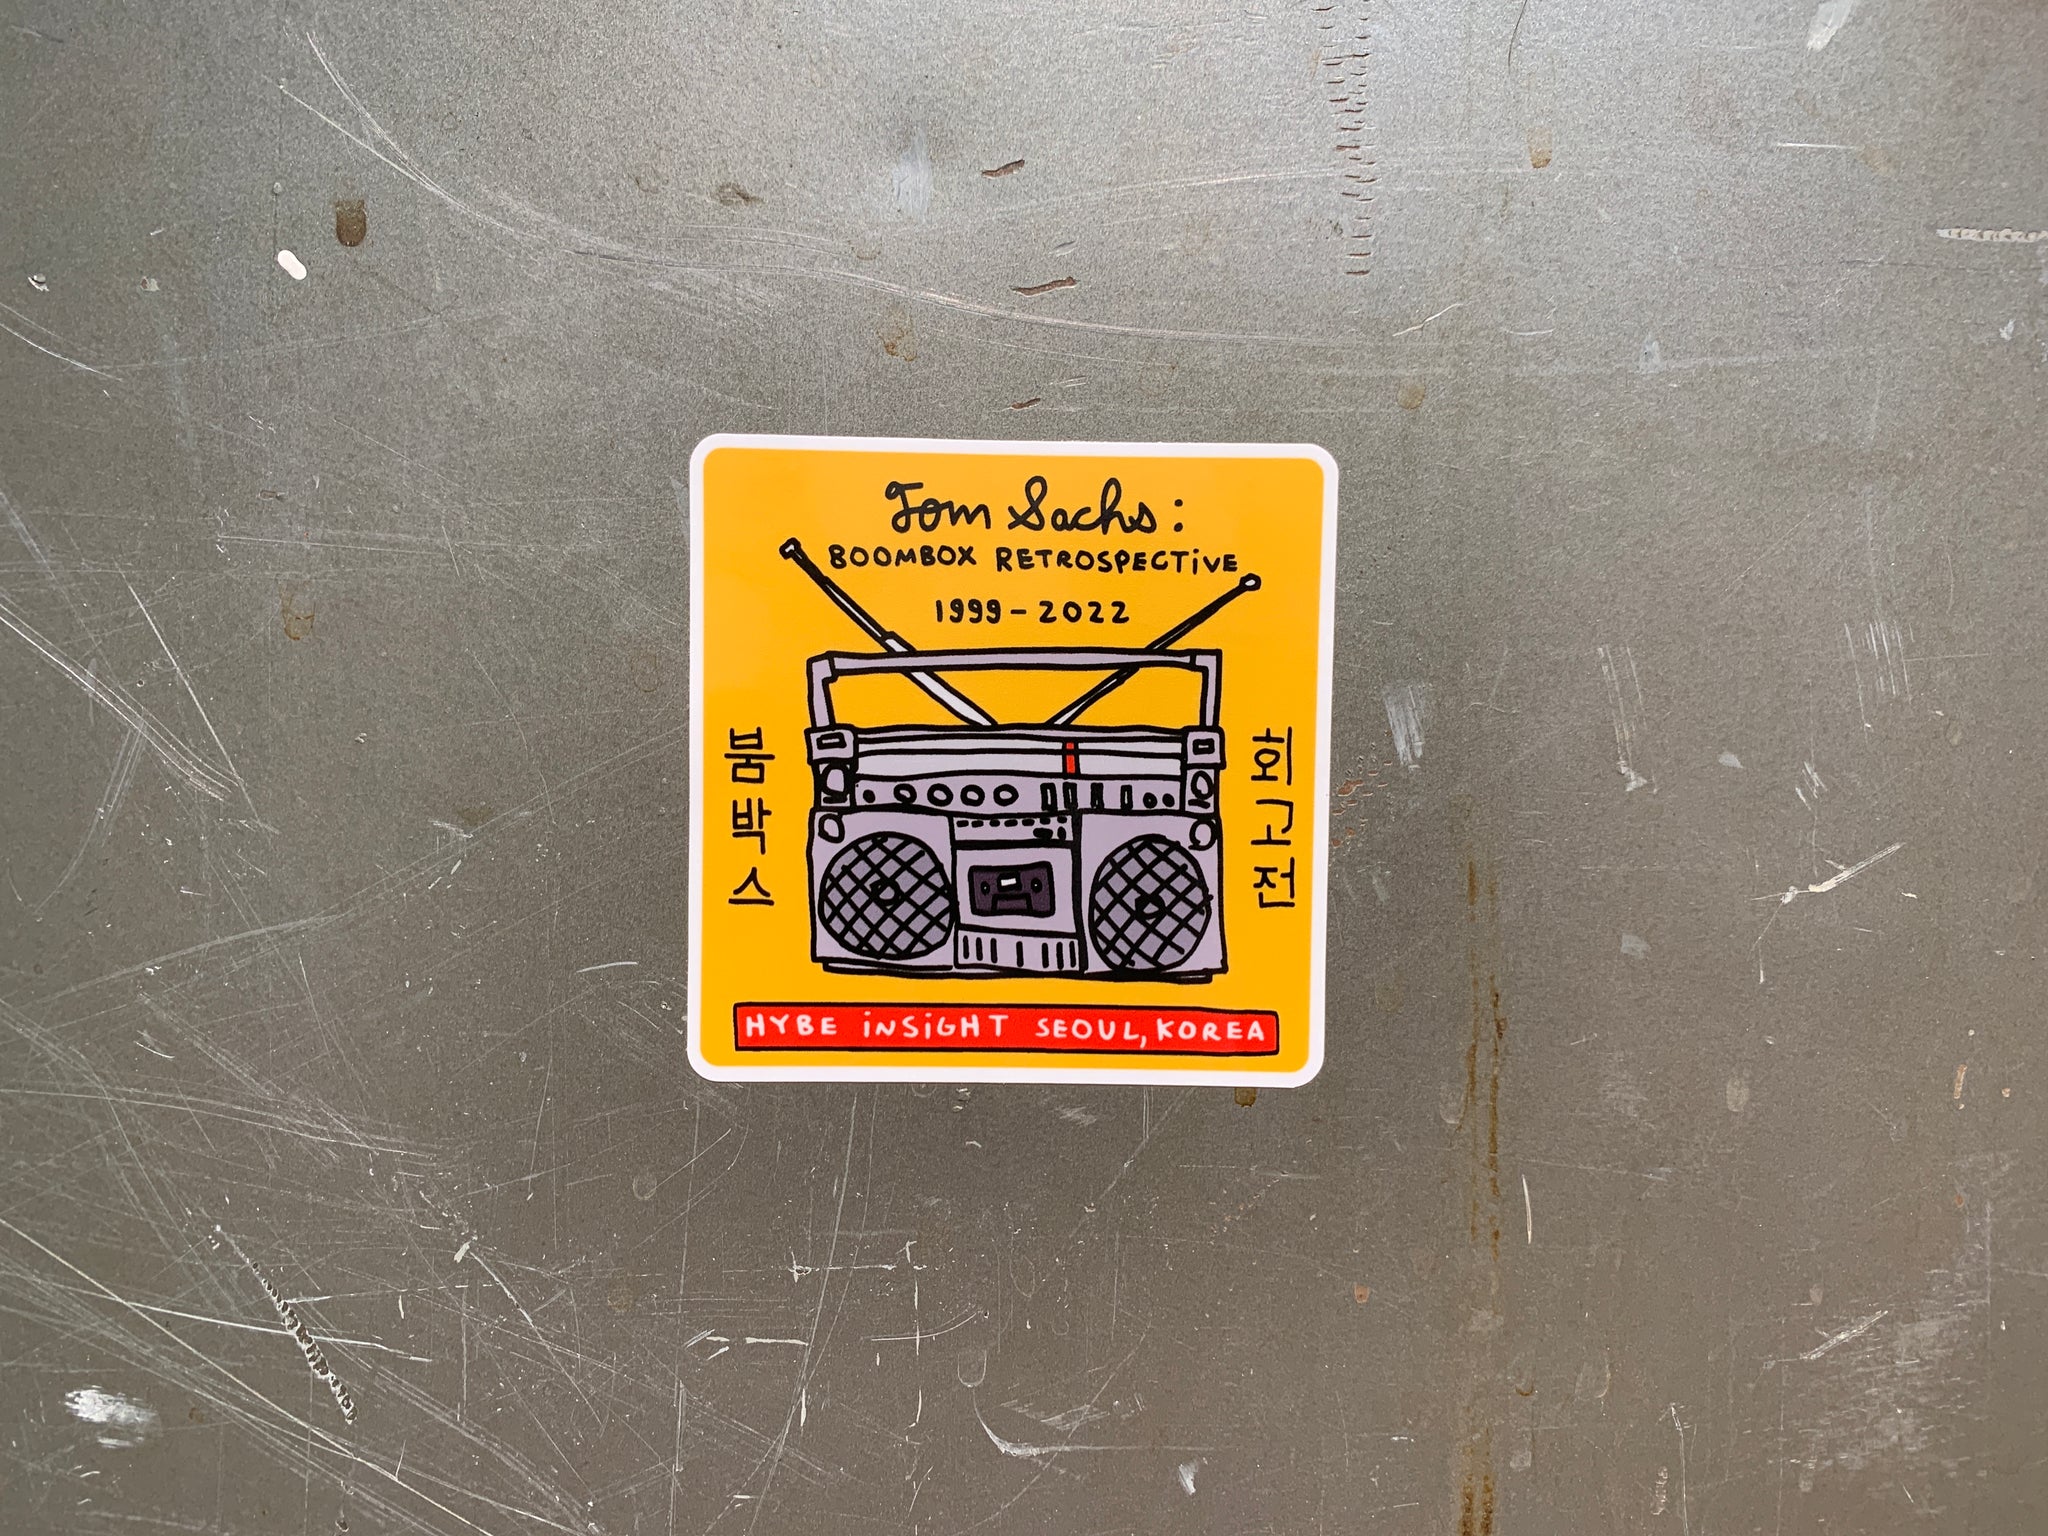 Tom Sachs:
BOOMBOX RETROSPECTiVE
1999-2022
붐박스
회고전
HYBE iNSiGHT SEOUL, KOREA